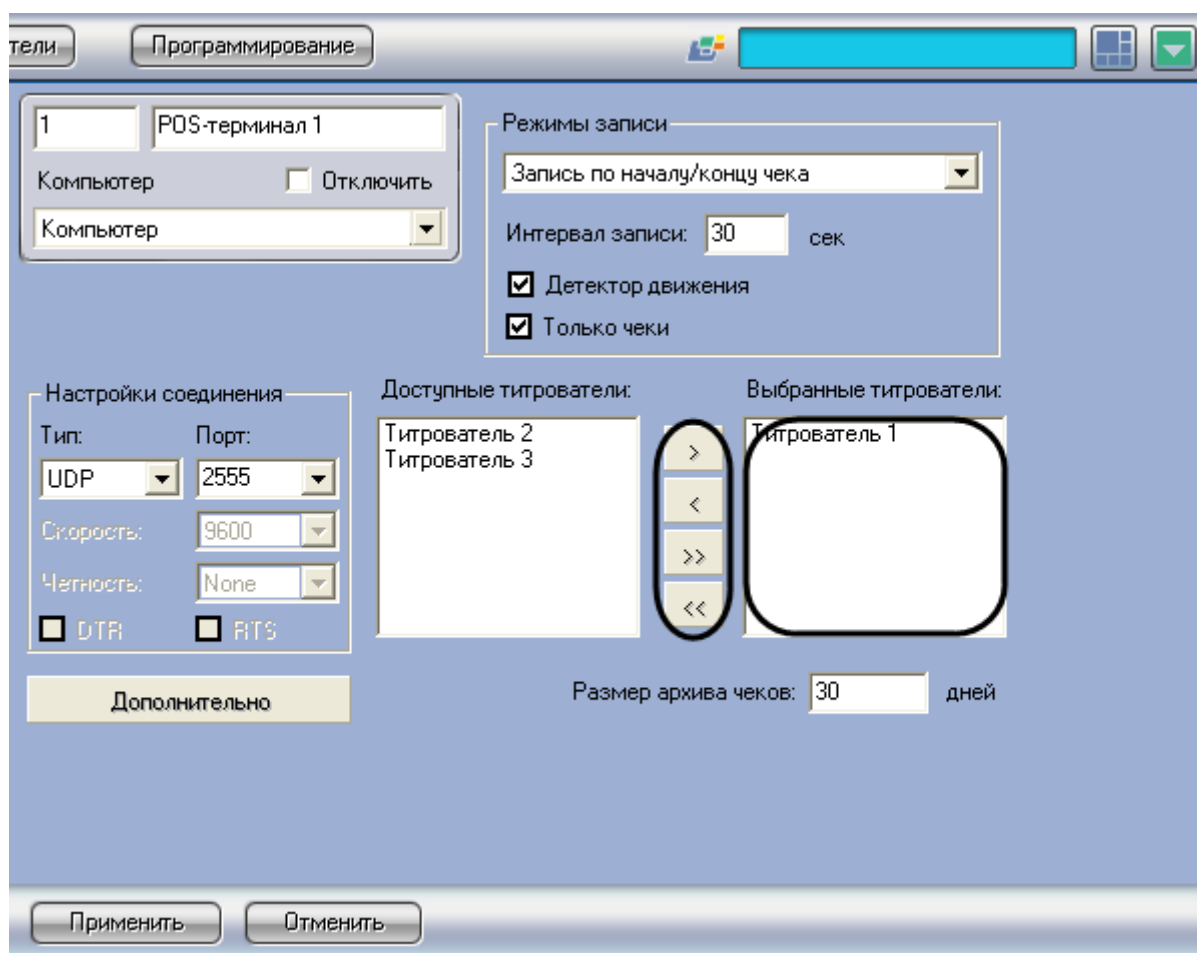 тели Программирование
1 POS-терминал 1
Компьютер Отключить
Компьютер
Режимы записи
Запись по началу/концу чека
Интервал записи: 30 сек
Детектор движения
Только чеки
Настройки соединения
Тип: Порт:
UDP 2555
Скорость: 9600
Четность: None
DTR RTS
Дополнительно
Доступные титрователи:
Титрователь 2
Титрователь 3
>
<
>>
<<
Выбранные титрователи:
Титрователь 1
Размер архива чеков: 30 дней
Применить Отменить